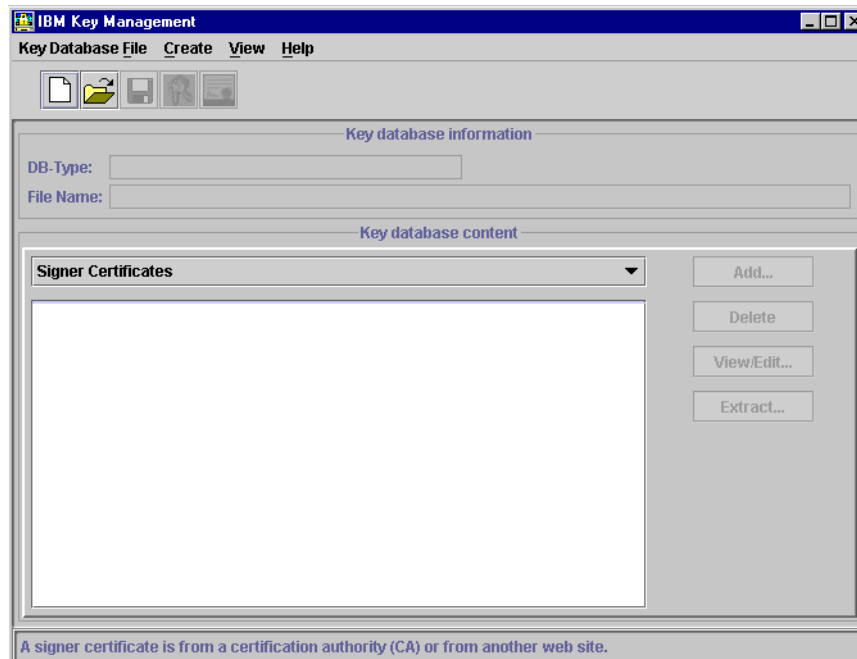 IBM Key Management
Key Database File Create View Help
Key database information
DB-Type:
File Name:
Key database content
Signer Certificates
Add...
Delete
View/Edit...
Extract...
A signer certificate is from a certification authority (CA) or from another web site.